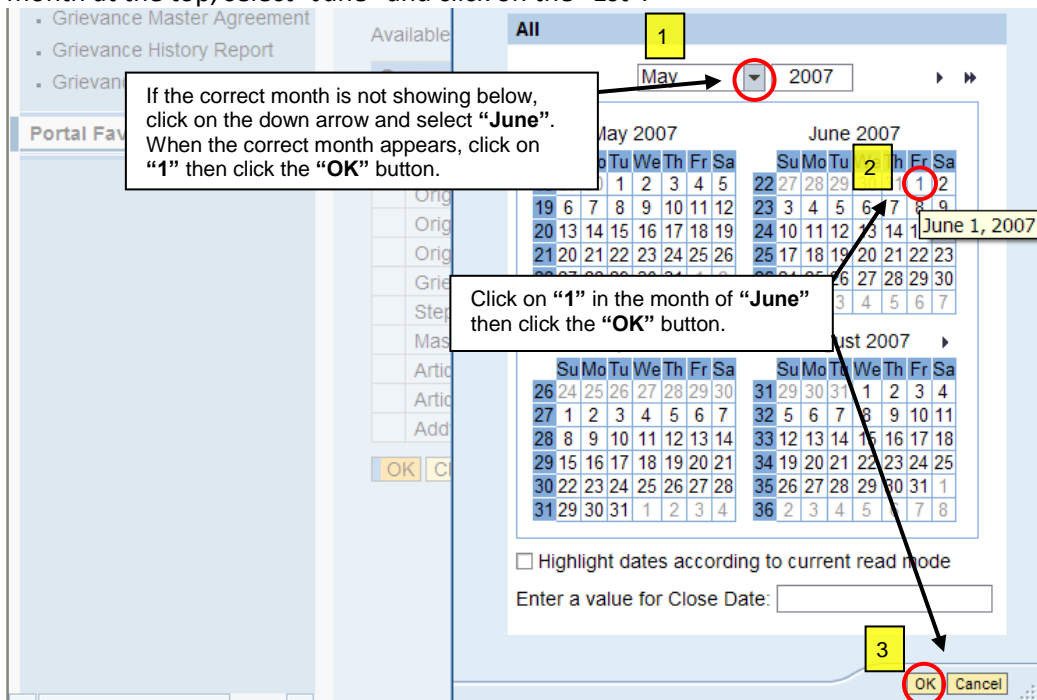 month at the top, select "June" and click on the "1st".
Grievance Master Agreement
Grievance History Report
Grievan
Portal Fav
Available
All
1
May 2007
If the correct month is not showing below,
click on the down arrow and select “June”.
When the correct month appears, click on
“1” then click the “OK” button.
May 2007 June 2007
Tu We Th Fr Sa Su Mo Tu Fr Sa
2
1 2 3 4 5 22 27 28 29 1 2
19 6 7 8 9 10 11 12 23 3 4 5 6 7 8 9
June 1, 2007
20 13 14 15 16 17 18 19 24 10 11 12 13 14
21 20 21 22 23 24 25 26 25 17 18 19 20 21 22 23
27 28 29 30
Click on “1” in the month of “June”
then click the “OK” button.
3 4 5 6 7
2007
Su Mo Tu We Th Fr Sa Su Mo Tu We Th Fr Sa
26 24 25 26 27 28 29 30 31 29 30 31 1 2 3 4
27 1 2 3 4 5 6 7 32 5 6 7 8 9 10 11
28 8 9 10 11 12 13 14 33 12 13 14 15 16 17 18
29 15 16 17 18 19 20 21 34 19 20 21 22 23 24 25
30 22 23 24 25 26 27 28 35 26 27 28 29 30 31 1
31 29 30 31 1 2 3 4 36 2 3 4 5 6 7 8
Orig
Orig
Orig
Grie
Step
Mas
Artic
Artic
Add
OK Cl
Highlight dates according to current read mode
Enter a value for Close Date:
3
OK Cancel